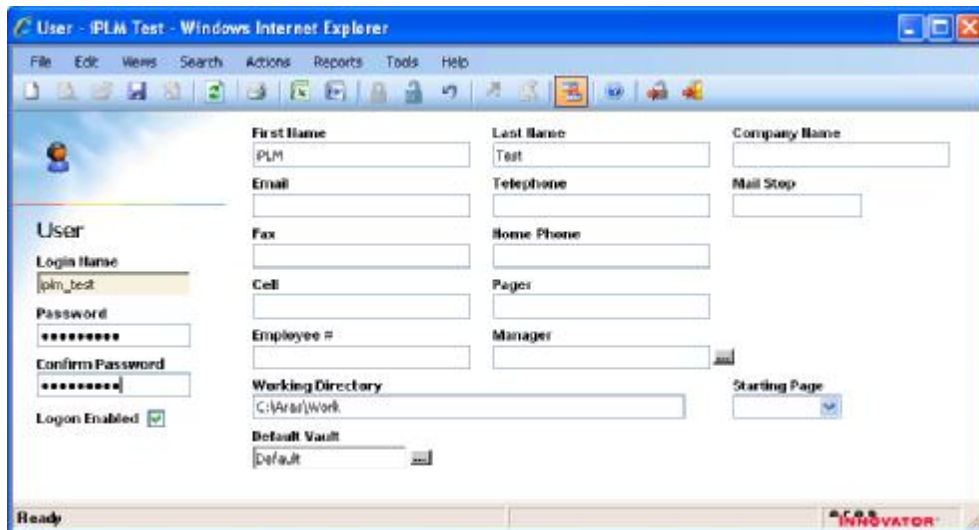 User - iPLM Test - Windows Internet Explorer
File Edit Views Search Actions Reports Tools Help
First Name
Last Name
Company Name
iPLM
Test
Email
Telephone
Mail Stop
User
Fax
Home Phone
Login Name
iplm_test
Cell
Pager
Password
Employee #
Manager
Confirm Password
Working Directory
Starting Page
C:\Aras\Work
Logon Enabled
Default Vault
Default
Ready
aras
INNOVATOR